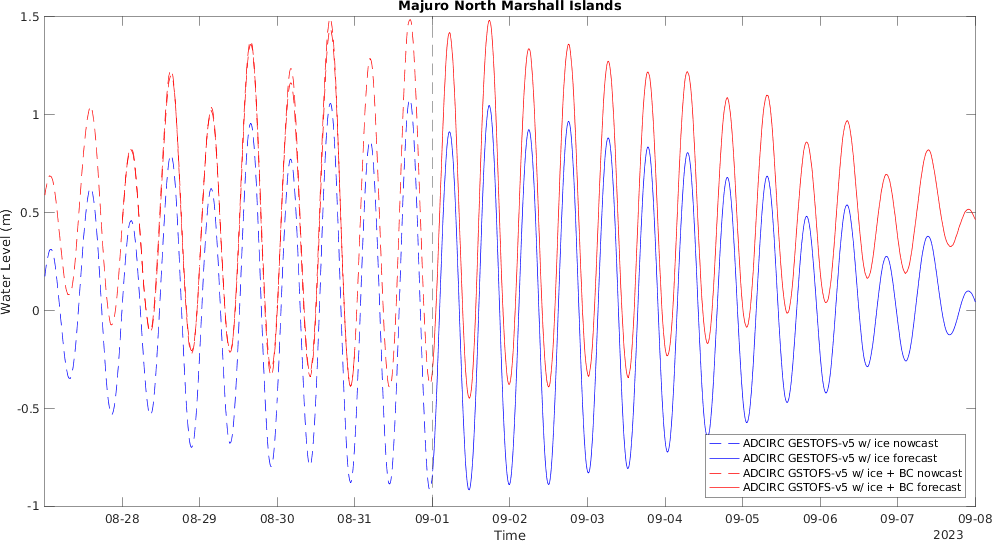 Majuro North Marshall Islands
1.5
1
0.5
0
-0.5
-1
Water Level (m)
08-28 08-29 08-30 08-31 09-01 09-02 09-03 09-04 09-05 09-06 09-07 09-08
Time
2023
ADCIRC GESTOFS-v5 w/ ice nowcast
ADCIRC GESTOFS-v5 w/ ice forecast
ADCIRC GSTOFS-v5 w/ ice + BC nowcast
ADCIRC GSTOFS-v5 w/ ice + BC forecast